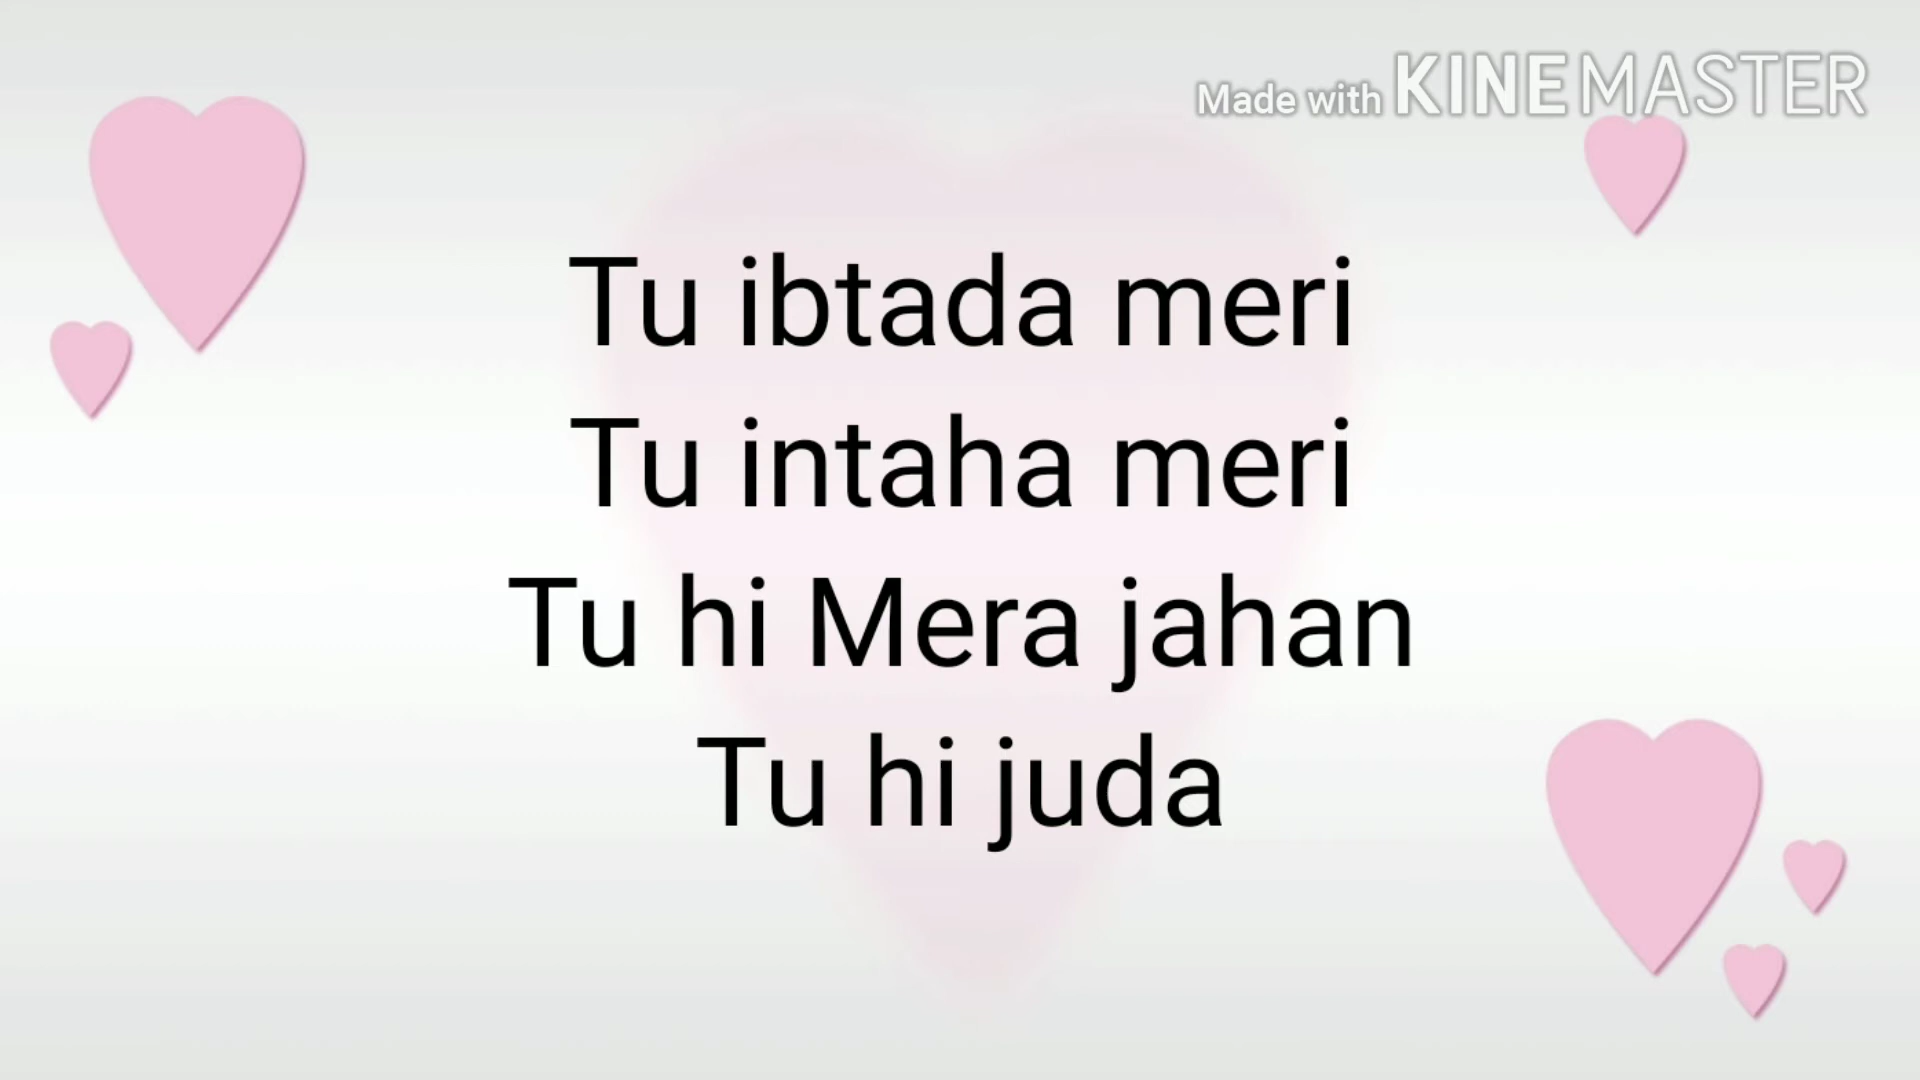 Made with KINEMASTER
Tu ibtada meri
Tu intaha meri
Tu hi Mera jahan
Tu hi juda